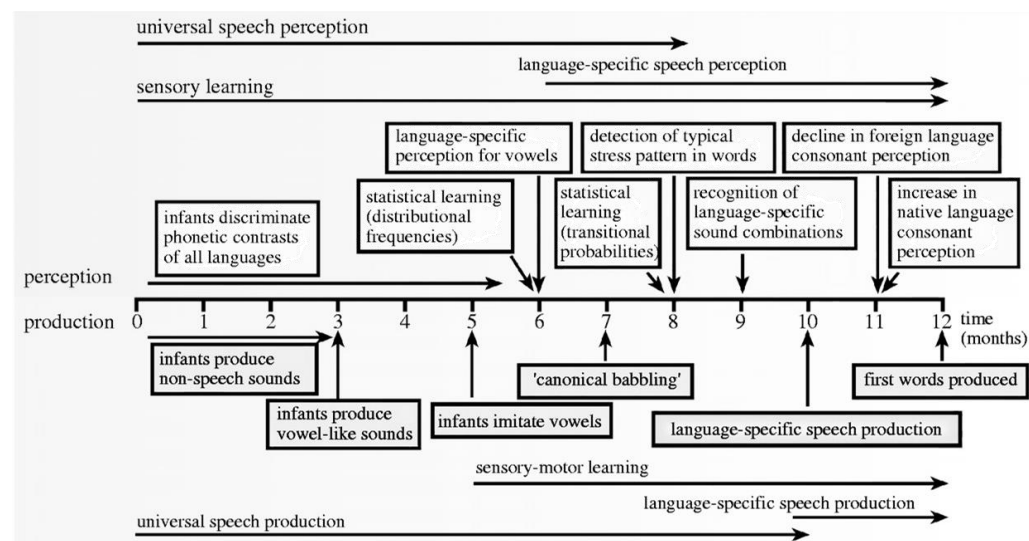 universal speech perception
language-specific speech perception
sensory learning
language-specific
perception for vowels
detection of typical
stress pattern in words
decline in foreign language
consonant perception
infants discriminate
phonetic contrasts
of all languages
statistical learning
(distributional
frequencies)
statistical
learning
(transitional
probabilities)
recognition of
language-specific
sound combinations
increase in
native language
consonant
perception
perception
production
0 1 2 3 4 5 6 7 8 9 10 11 12
time
(months)
infants produce
non-speech sounds
infants produce
vowel-like sounds
infants imitate vowels
'canonical babbling'
language-specific speech production
first words produced
sensory-motor learning
language-specific speech production
universal speech production